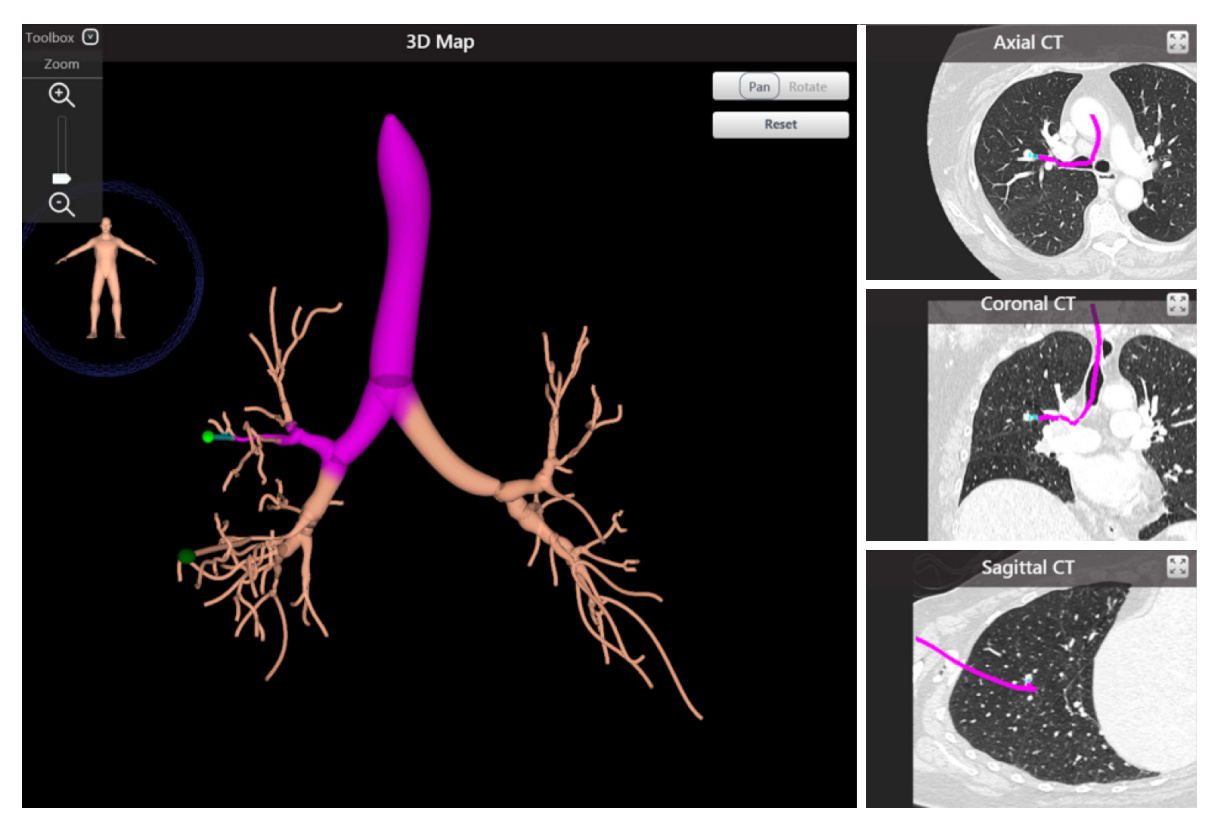 Toolbox
Zoom
3D Map
Pan Rotate
Reset
Axial CT
Coronal CT
Sagittal CT